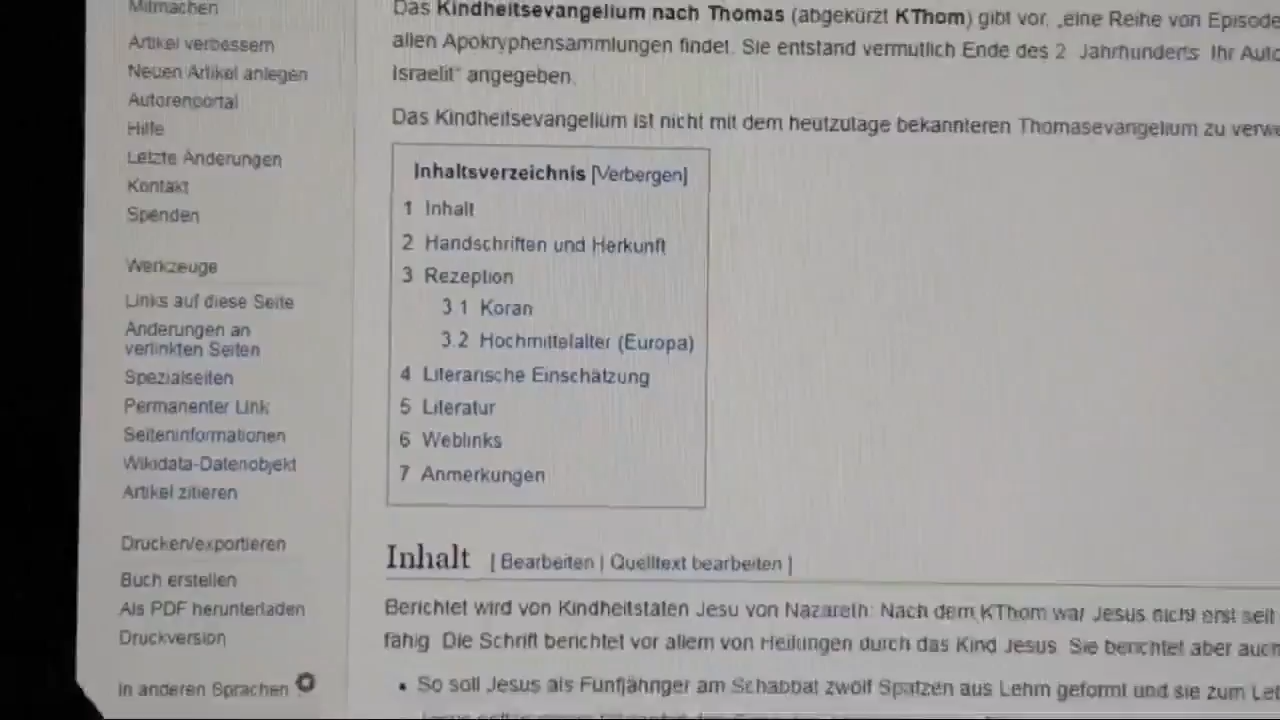 Mitmachen
Artikel verbessern
Neuen Artikel anlegen
Autorenportal
Hilfe
Letzte Änderungen
Kontakt
Spenden
Werkzeuge
Links auf diese Seite
Änderungen an
verlinkten Seiten
Spezialseiten
Permanenter Link
Seiteninformationen
Wikidata-Datenobjekt
Artikel zitieren
Drucken/exportieren
Buch erstellen
Als PDF herunterladen
Druckversion
In anderen Sprachen
Das Kindheitsevangelium nach Thomas (abgekürzt KThom) gibt vor, „eine Reihe von Episode
allen Apokryphensammlungen findet. Sie entstand vermutlich Ende des 2. Jahrhunderts. Ihr Auto
Israelit“ angegeben.
Das Kindheitsevangelium ist nicht mit dem heutzutage bekannteren Thomasevangelium zu verwe
Inhaltsverzeichnis [Verbergen]
1 Inhalt
2 Handschriften und Herkunft
3 Rezeption
3.1 Koran
3.2 Hochmittelalter (Europa)
4 Literarische Einschätzung
5 Literatur
6 Weblinks
7 Anmerkungen
Inhalt [ Bearbeiten | Quelltext bearbeiten ]
Berichtet wird von Kindheitstaten Jesu von Nazareth: Nach dem KThom war Jesus nicht erst seit
fähig. Die Schrift berichtet vor allem von Heilungen durch das Kind Jesus. Sie berichtet aber auch
• So soll Jesus als Fünfjähriger am Schabbat zwölf Spatzen aus Lehm geformt und sie zum Le